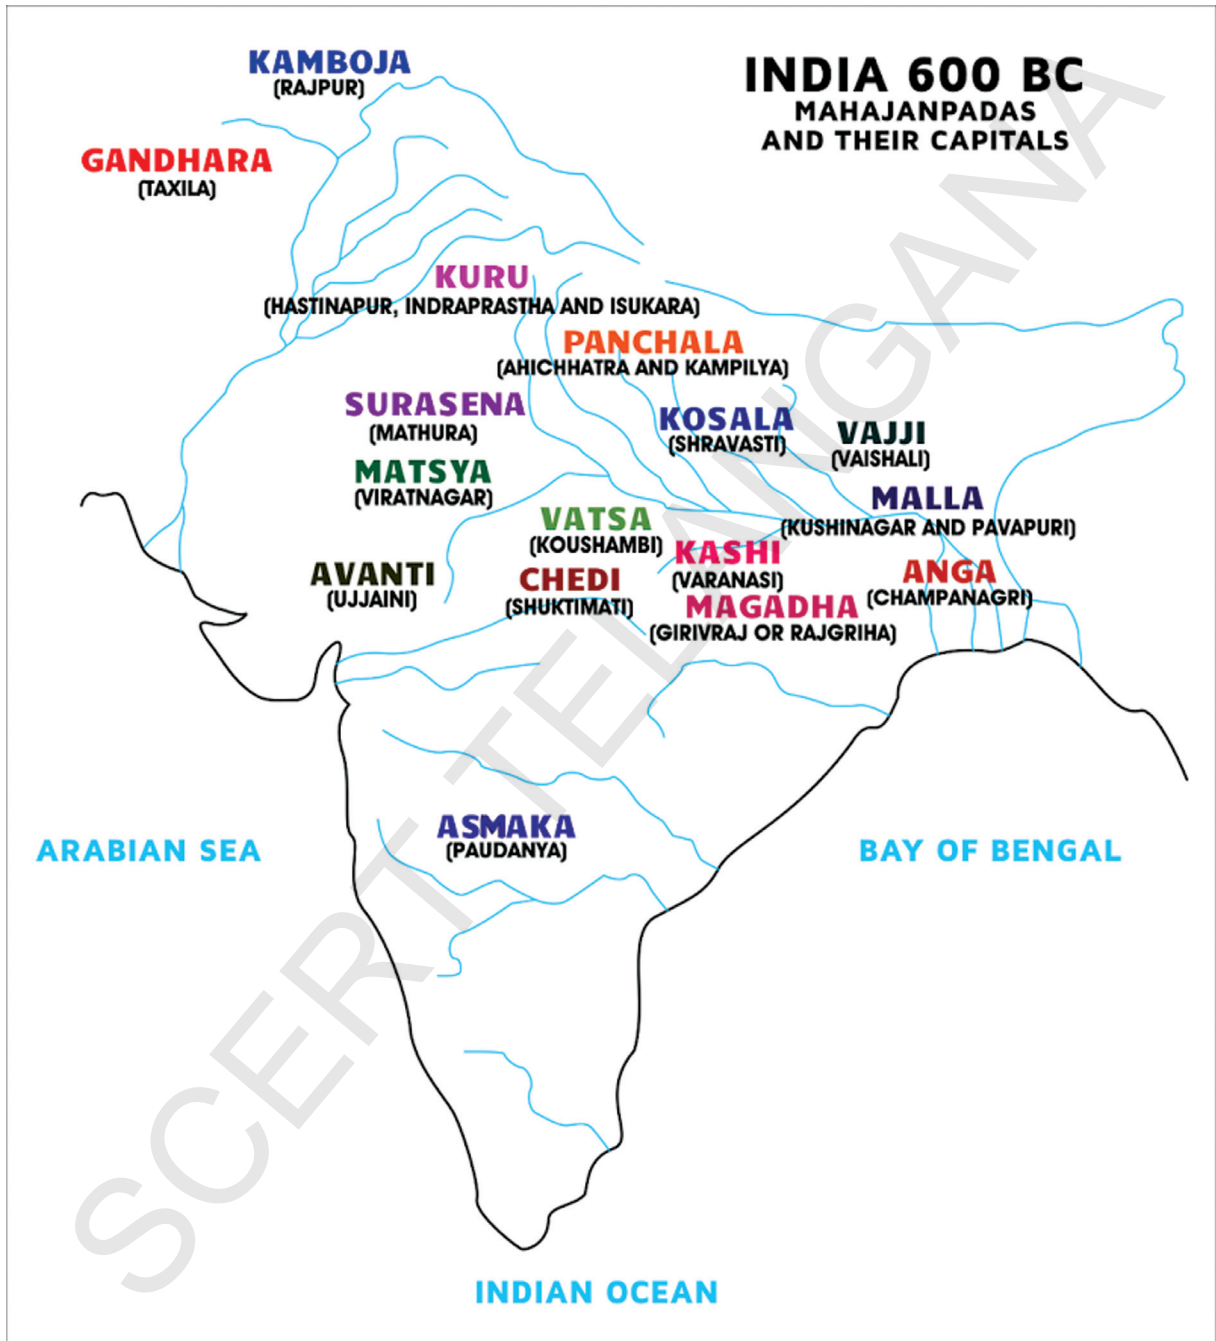 INDIA 600 BC
MAHAJANPADAS
AND THEIR CAPITALS
KAMBOJA
(RAJPUR)
GANDHARA
(TAXILA)
KURU
(HASTINAPUR, INDRAPRASTHA AND ISUKARA)
PANCHALA
(AHICHHATRA AND KAMPILYA)
SURASENA
(MATHURA)
KOSALA
(SHRAVASTI)
VAJJI
(VAISHALI)
MATSYA
(VIRATNAGAR)
MALLA
(KUSHINAGAR AND PAVAPURI)
VATSA
(KOUSHAMBI)
KASHI
(VARANASI)
AVANTI
(UJJAINI)
CHEDI
(SHUKTIMATI)
ANGA
(CHAMPANAGRI)
MAGADHA
(GIRIVRAJ OR RAJGRIHA)
ASMAKA
(PAUDANYA)
ARABIAN SEA
BAY OF BENGAL
INDIAN OCEAN
SCERT TELANGANA